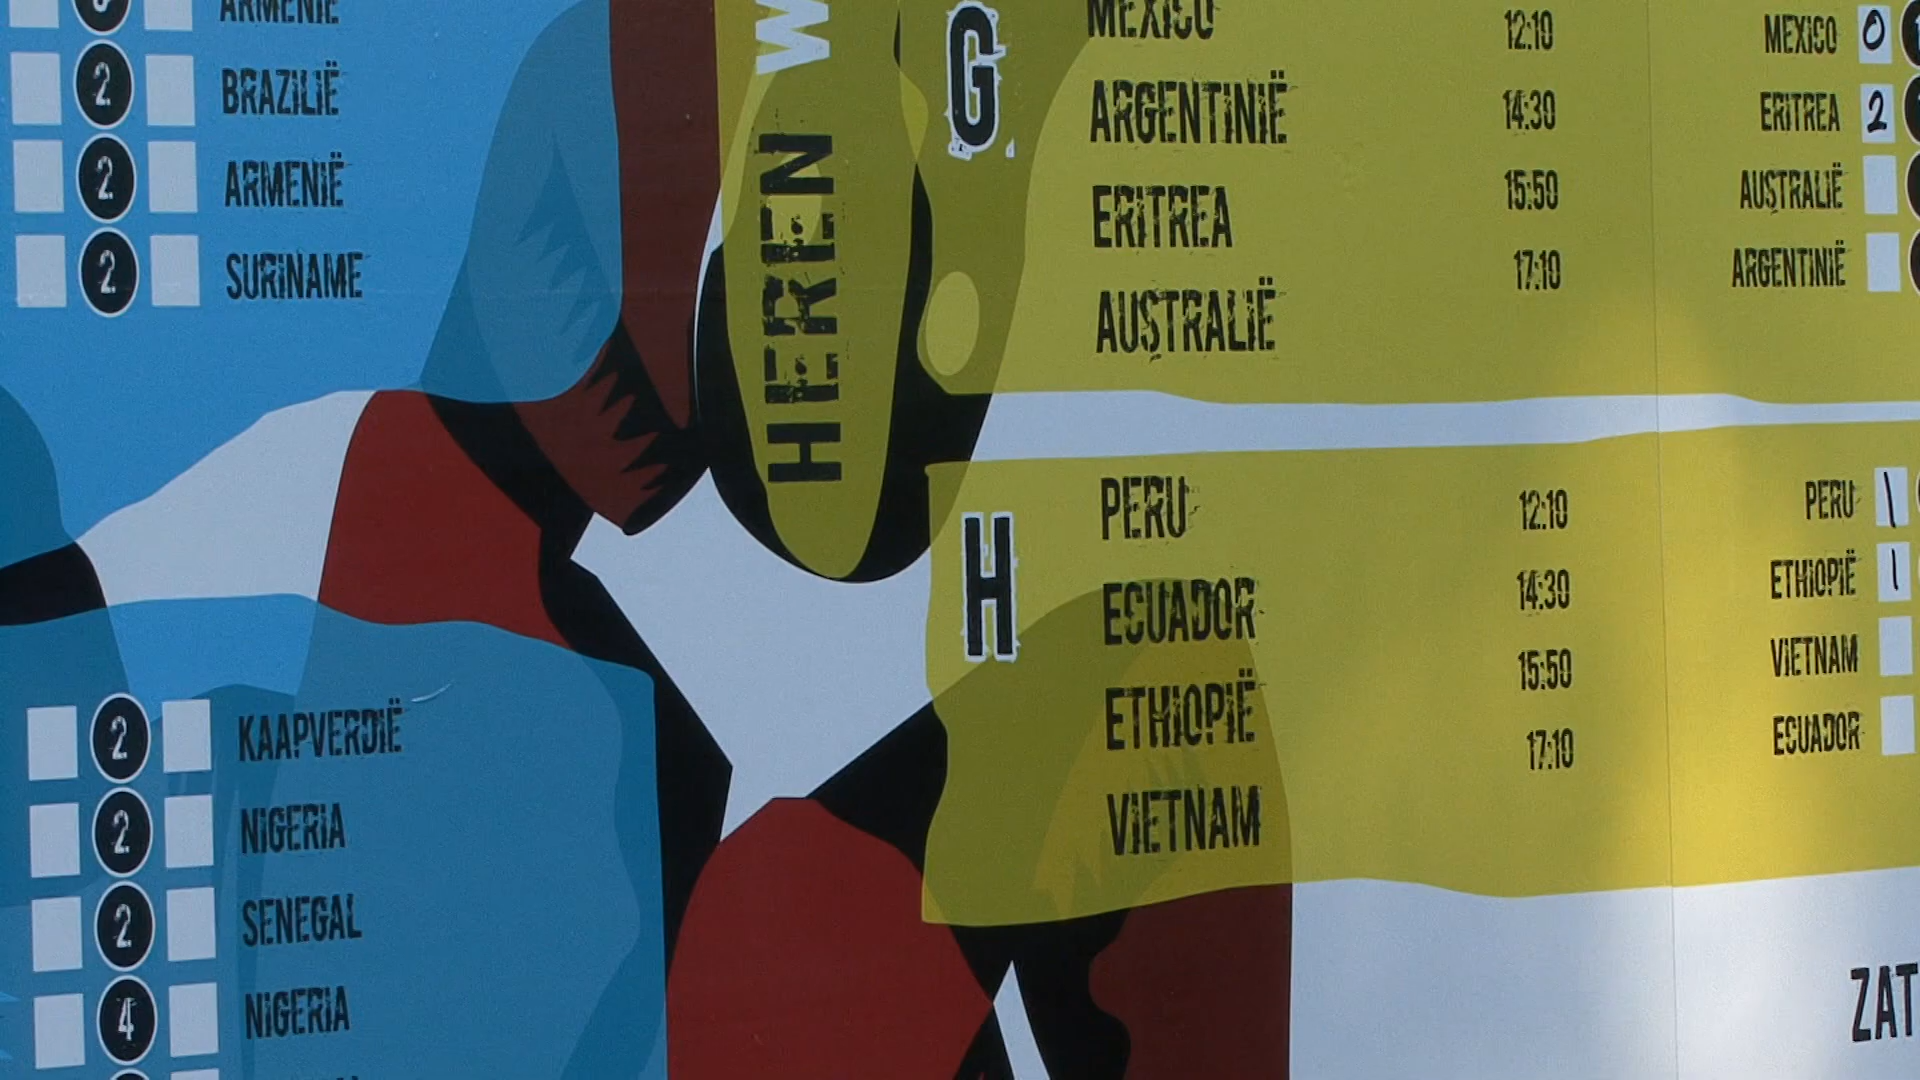 ARMENIË
2 BRAZILIË
2 ARMENIË
2 SURINAME
2 KAAPVERDIË
2 NIGERIA
2 SENEGAL
4 NIGERIA
HEREN W
G
MEXICO
ARGENTINIË
ERITREA
AUSTRALIË
12:10 MEXICO 0
14:30 ERITREA 2
15:50 AUSTRALIË
17:10 ARGENTINIË
H
PERU
ECUADOR
ETHIOPIË
VIETNAM
12:10 PERU 1
14:30 ETHIOPIË 1
15:50 VIETNAM
17:10 ECUADOR
ZAT